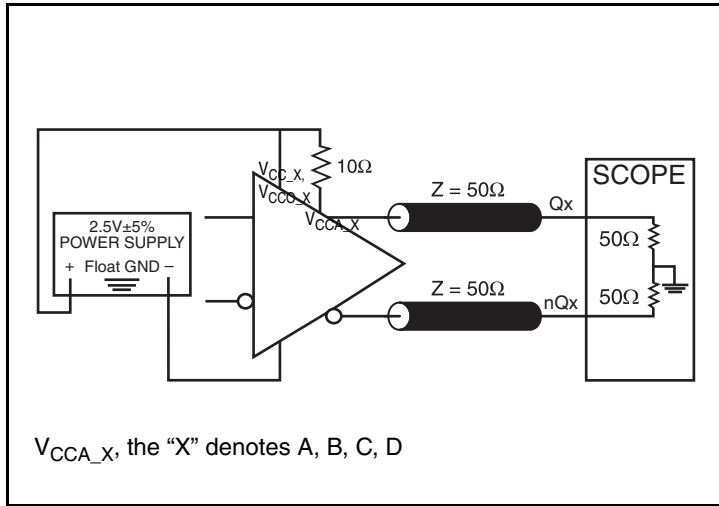 V_CC_X,
V_CCO_X
V_CCA_X
10Ω
2.5V±5%
POWER SUPPLY
+ Float GND –
Z = 50Ω
Qx
Z = 50Ω
nQx
SCOPE
50Ω
50Ω
V_CCA_X, the “X” denotes A, B, C, D